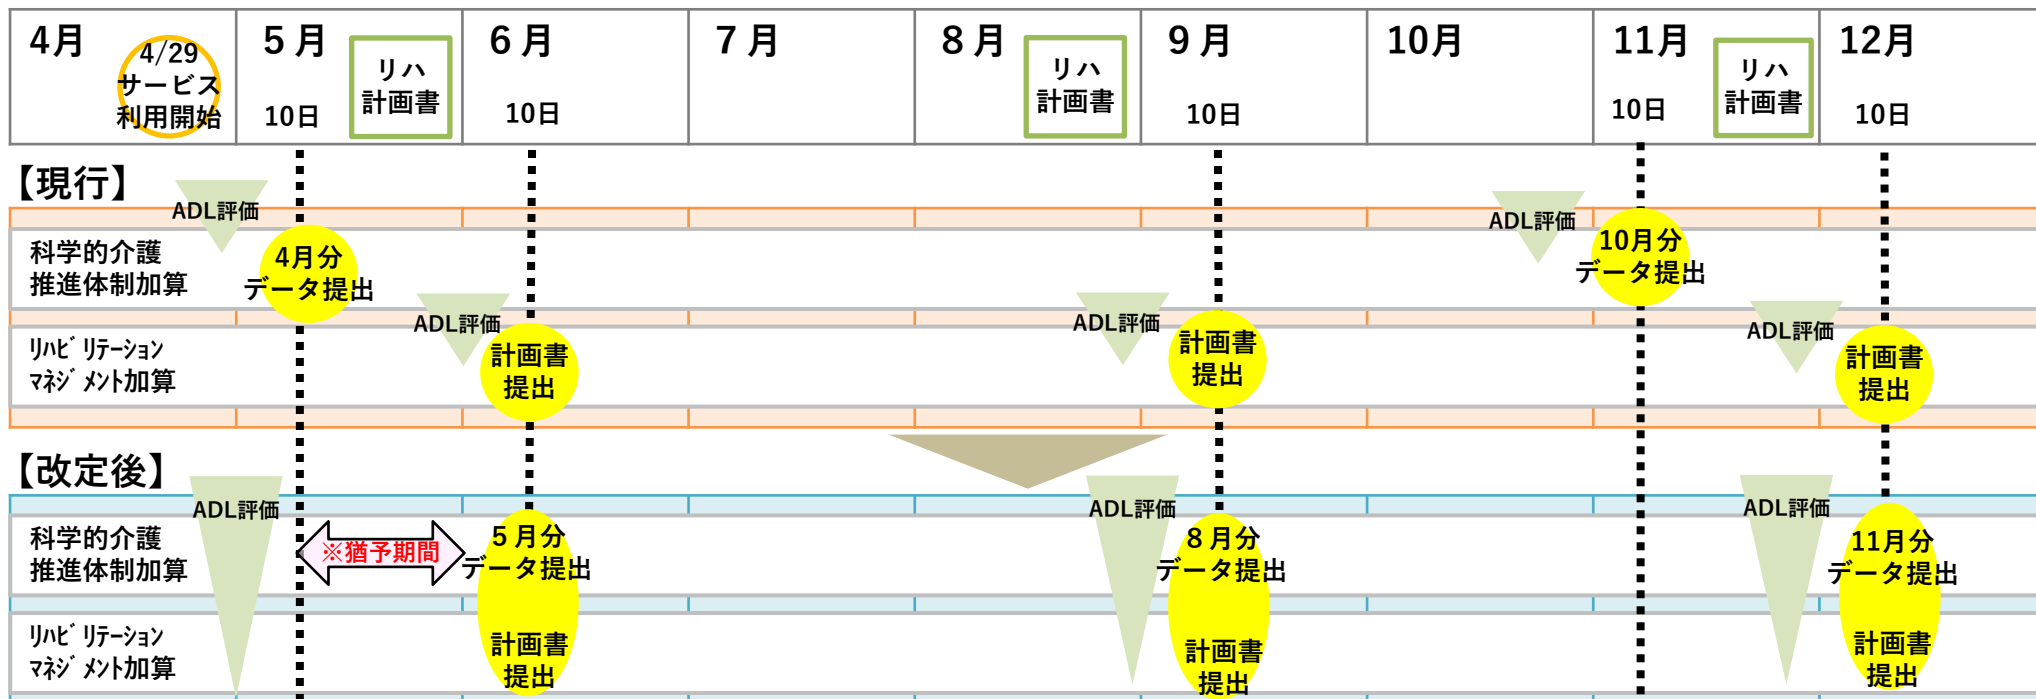 4月
4/29
サービス
利用開始
５月
10日
リハ
計画書
６月
10日
７月
８月
リハ
計画書
９月
10日
10月
11月
10日
リハ
計画書
12月
10日
【現行】
ADL評価
ADL評価
科学的介護
推進体制加算
4月分
データ提出
10月分
データ提出
ADL評価
ADL評価
ADL評価
ﾘﾊﾋﾞﾘﾃｰｼｮﾝ
ﾏﾈｼﾞﾒﾝﾄ加算
計画書
提出
計画書
提出
計画書
提出
【改定後】
ADL評価
ADL評価
ADL評価
科学的介護
推進体制加算
※猶予期間
５月分
データ提出
８月分
データ提出
11月分
データ提出
ﾘﾊﾋﾞﾘﾃｰｼｮﾝ
ﾏﾈｼﾞﾒﾝﾄ加算
計画書
提出
計画書
提出
計画書
提出